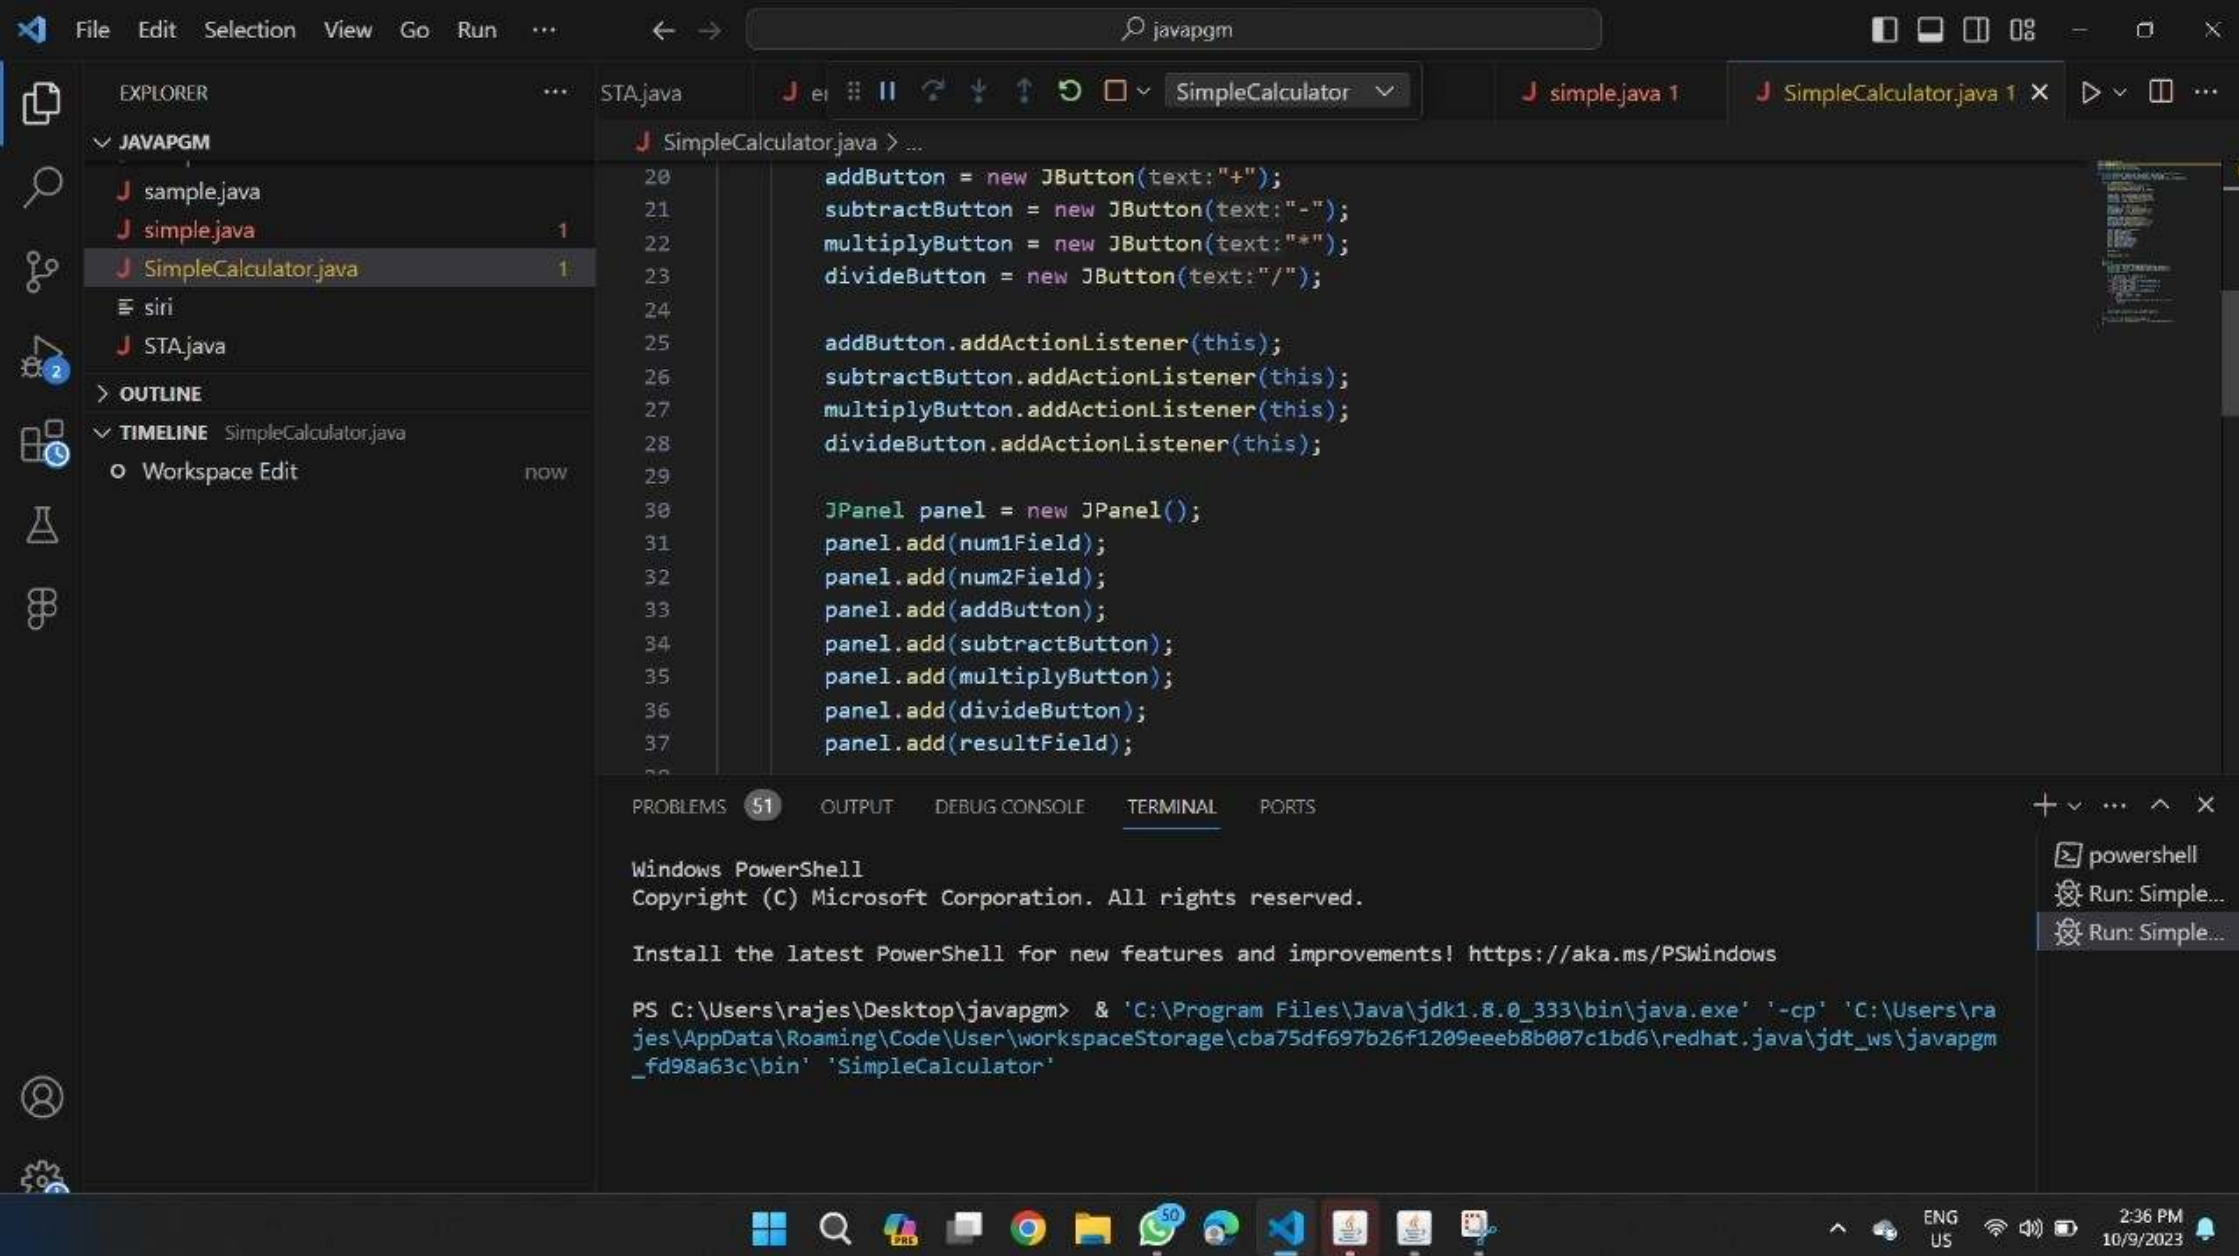 File Edit Selection View Go Run ...
javapgm
EXPLORER ...
STA.java
SimpleCalculator
simple.java 1
SimpleCalculator.java 1
JAVAPGM
sample.java
simple.java 1
SimpleCalculator.java 1
siri
STA.java
OUTLINE
TIMELINE SimpleCalculator.java
Workspace Edit now
2
SimpleCalculator.java > ...
20 addButton = new JButton(text:"+");
21 subtractButton = new JButton(text:"-");
22 multiplyButton = new JButton(text:"*");
23 divideButton = new JButton(text:"/");
24
25 addButton.addActionListener(this);
26 subtractButton.addActionListener(this);
27 multiplyButton.addActionListener(this);
28 divideButton.addActionListener(this);
29
30 JPanel panel = new JPanel();
31 panel.add(num1Field);
32 panel.add(num2Field);
33 panel.add(addButton);
34 panel.add(subtractButton);
35 panel.add(multiplyButton);
36 panel.add(divideButton);
37 panel.add(resultField);
PROBLEMS 51 OUTPUT DEBUG CONSOLE TERMINAL PORTS
Windows PowerShell
Copyright (C) Microsoft Corporation. All rights reserved.
Install the latest PowerShell for new features and improvements! https://aka.ms/PSWindows
PS C:\Users\rajes\Desktop\javapgm> & 'C:\Program Files\Java\jdk1.8.0_333\bin\java.exe' '-cp' 'C:\Users\ra
jes\AppData\Roaming\Code\User\workspaceStorage\cba75df697b26f1209eeeb8b007c1bd6\redhat.java\jdt_ws\javapgm
_fd98a63c\bin' 'SimpleCalculator'
powershell
Run: Simple...
Run: Simple...
PRE
50
ENG
US
2:36 PM
10/9/2023